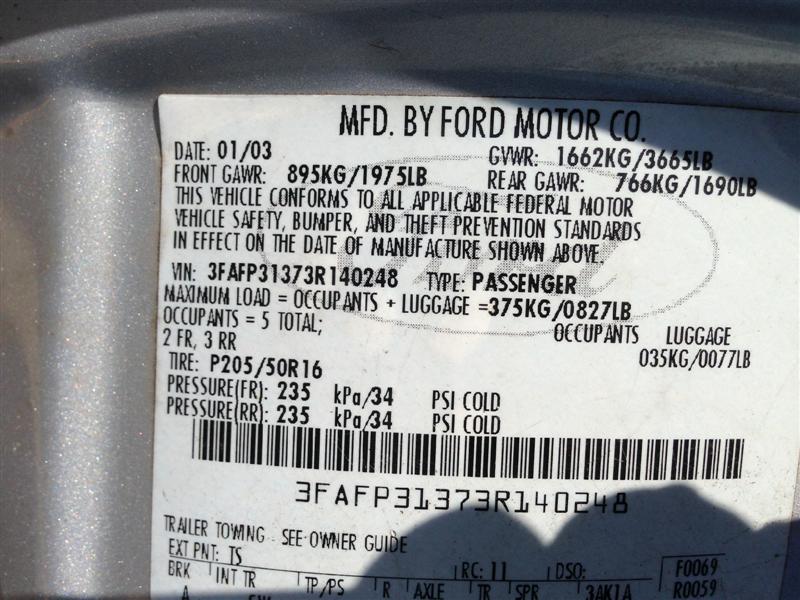 MFD. BY FORD MOTOR CO.
DATE: 01/03 GVWR: 1662KG/3665LB
FRONT GAWR: 895KG/1975LB REAR GAWR: 766KG/1690LB
THIS VEHICLE CONFORMS TO ALL APPLICABLE FEDERAL MOTOR
VEHICLE SAFETY, BUMPER, AND THEFT PREVENTION STANDARDS
IN EFFECT ON THE DATE OF MANUFACTURE SHOWN ABOVE.
VIN: 3FAFP31373R140248 TYPE: PASSENGER
MAXIMUM LOAD = OCCUPANTS + LUGGAGE =375KG/0827LB
OCCUPANTS = 5 TOTAL; OCCUPANTS LUGGAGE
2 FR, 3 RR 035KG/0077LB
TIRE: P205/50R16
PRESSURE(FR): 235 kPa/34 PSI COLD
PRESSURE(RR): 235 kPa/34 PSI COLD
3FAFP31373R140248
TRAILER TOWING SEE OWNER GUIDE
EXT PNT: TS RC: 11 DSO: F0069
BRK INT TR TP/PS R AXLE TR SPR 3AK1A R0059